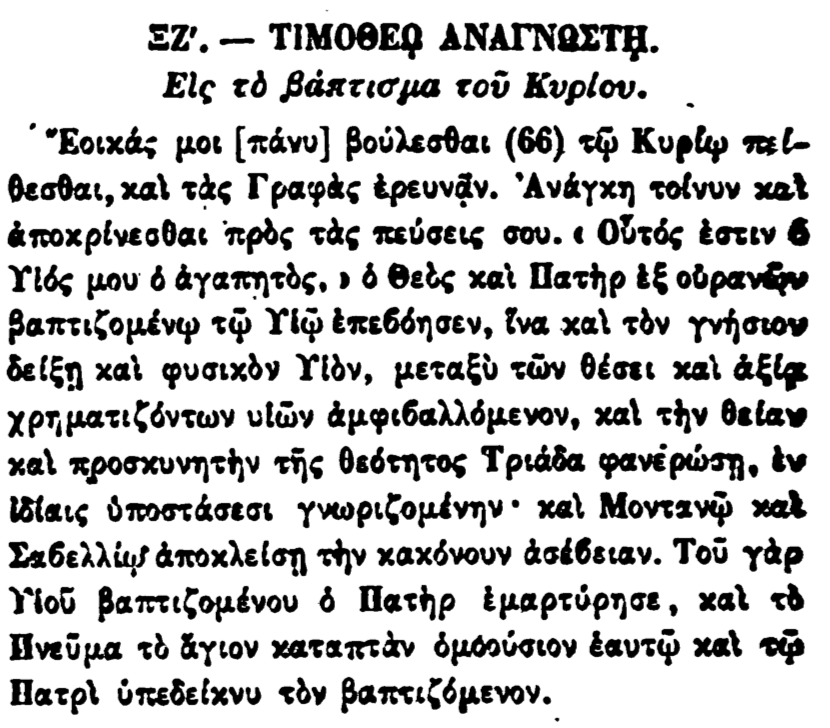 ΞΖʹ. — ΤΙΜΟΘΕῼ ΑΝΑΓΝΩΣΤῌ.
Εἰς τὸ βάπτισμα τοῦ Κυρίου.
Ἔοικάς μοι [πάνυ] βούλεσθαι (66) τῷ Κυρίῳ πεί-
θεσθαι, καὶ τὰς Γραφὰς ἐρευνᾷν. Ἀνάγκη τοίνυν καὶ
ἀποκρίνεσθαι πρὸς τὰς πεύσεις σου. « Οὗτός ἐστιν ὁ
Υἱός μου ὁ ἀγαπητὸς, » ὁ Θεὸς καὶ Πατὴρ ἐξ οὐρανῶν
βαπτιζομένῳ τῷ Υἱῷ ἐπεϐόησεν, ἵνα καὶ τὸν γνήσιον
δείξῃ καὶ φυσικὸν Υἱὸν, μεταξὺ τῶν θέσει καὶ ἀξίᾳ
χρηματιζόντων υἱῶν ἀμφιϐαλλόμενον, καὶ τὴν θείαν
καὶ προσκυνητὴν τῆς θεότητος Τριάδα φανερώσῃ, ἐν
ἰδίαις ὑποστάσεσι γνωριζομένην· καὶ Μοντανῷ καὶ
Σαϐελλίῳ ἀποκλείσῃ τὴν κακόνουν ἀσέϐειαν. Τοῦ γὰρ
Υἱοῦ βαπτιζομένου ὁ Πατὴρ ἐμαρτύρησε, καὶ τὸ
Πνεῦμα τὸ ἅγιον καταπτὰν ὁμοούσιον ἑαυτῷ καὶ τῷ
Πατρὶ ὑπεδείκνυ τὸν βαπτιζόμενον.